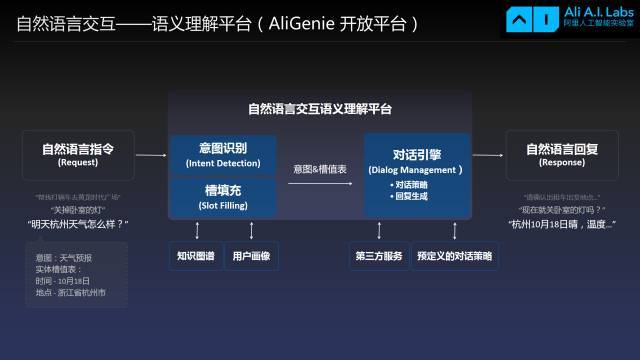 自然语言交互——语义理解平台（AliGenie 开放平台）
Ali A.I. Labs
阿里人工智能实验室
自然语言交互语义理解平台
自然语言指令
(Request)
意图识别
(Intent Detection)
槽填充
(Slot Filling)
意图&槽值表
对话引擎
(Dialog Management)
• 对话策略
• 回复生成
自然语言回复
(Response)
“帮我打辆车去黄龙时代广场”
“关掉卧室的灯”
“明天杭州天气怎么样？”
“请确认出租车出发地点...”
“现在就关卧室的灯吗？”
“杭州10月18日晴，温度...”
知识图谱
用户画像
第三方服务
预定义的对话策略
意图：天气预报
实体槽值表：
时间 - 10月18日
地点 - 浙江省杭州市